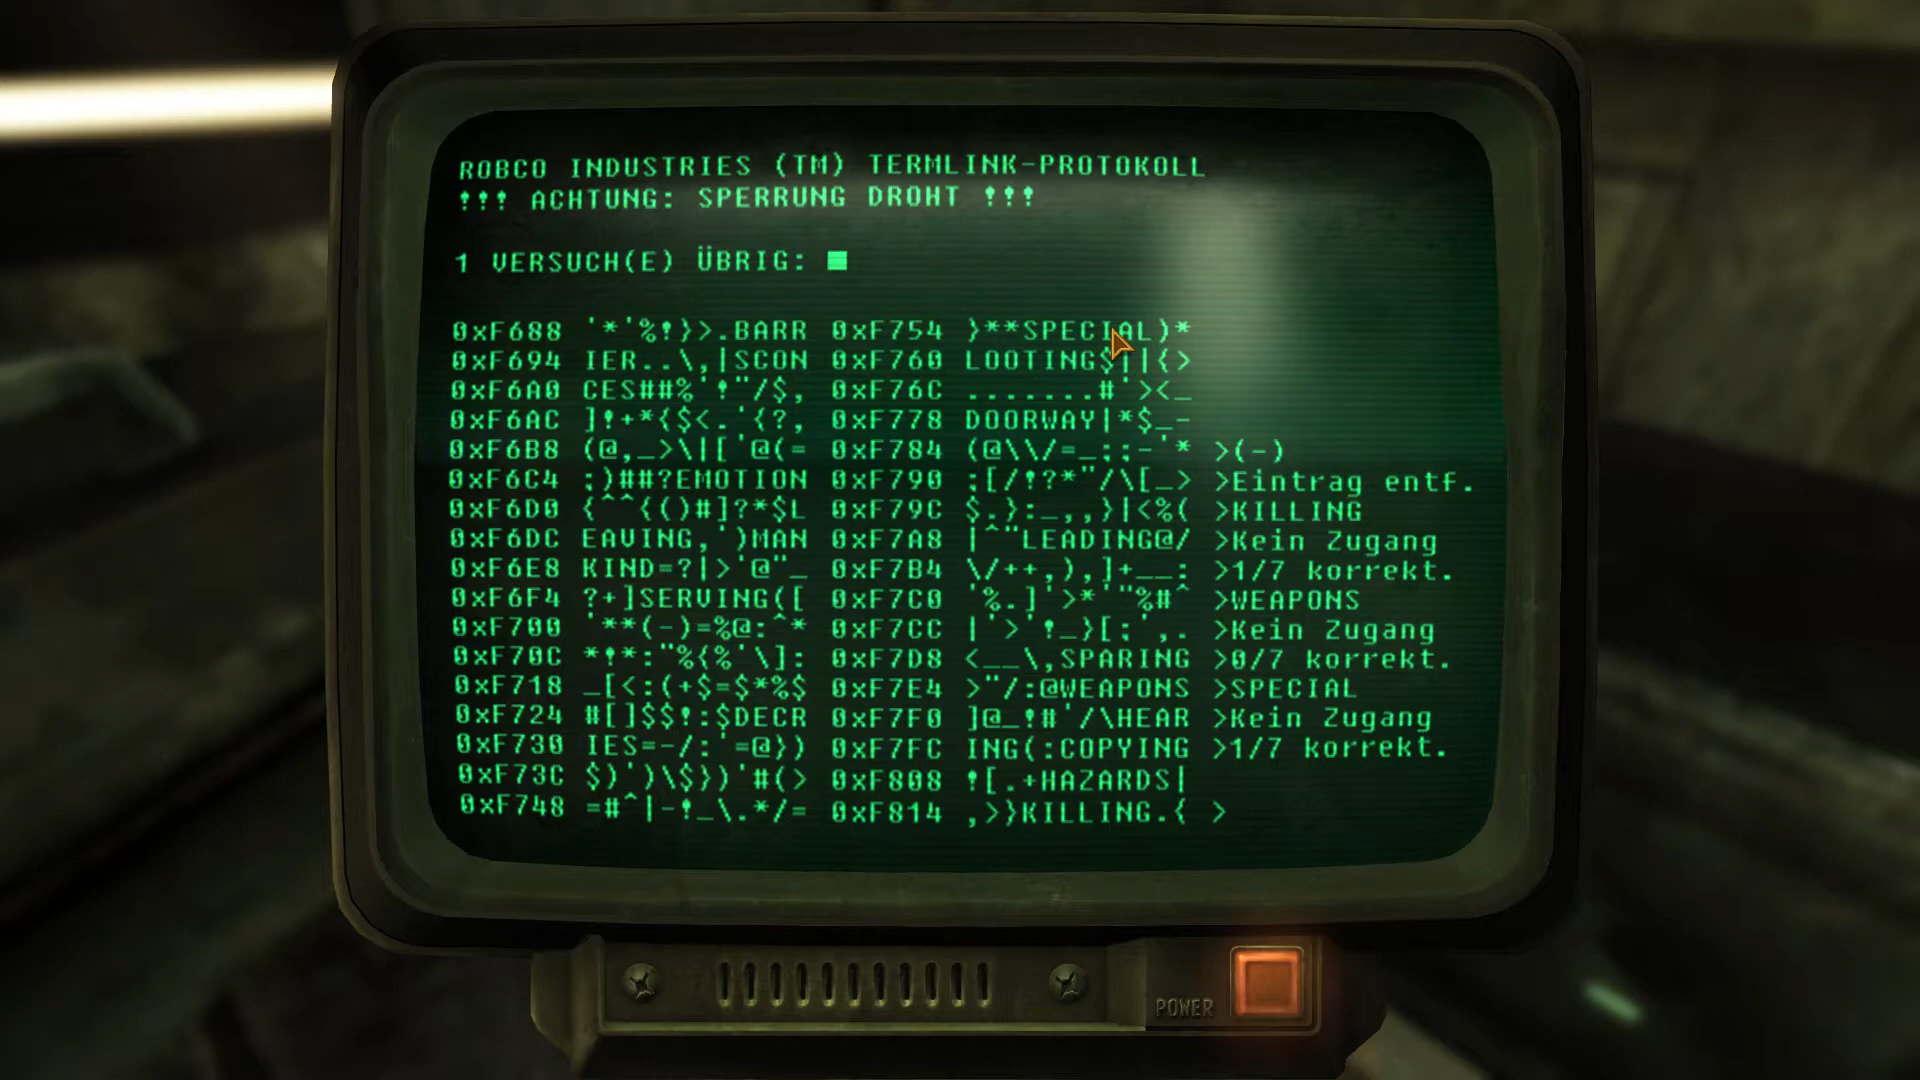 ROBCO INDUSTRIES (TM) TERMLINK-PROTOKOLL
!!! ACHTUNG: SPERRUNG DROHT !!!
1 VERSUCH(E) ÜBRIG:
0xF688 '*'%!}>.BARR 0xF754 }**SPECIAL)*
0xF694 IER..\,|SCON 0xF760 LOOTING$||{>
0xF6A0 CES##%'!"/$, 0xF76C .......#'><_
0xF6AC ]!+*{$<.'{?, 0xF778 DOORWAY|*$_-
0xF6B8 (@,_>\|['@(= 0xF784 (@\\/=_;:-'* >(-)
0xF6C4 ;)##?EMOTION 0xF790 ;[/!?*"/\[_> >Eintrag entf.
0xF6D0 {^^{()#]?*$L 0xF79C $.}:_,,}|<%( >KILLING
0xF6DC EAVING,')MAN 0xF7A8 |^"LEADING@/ >Kein Zugang
0xF6E8 KIND=?|>'@"_ 0xF7B4 \/++,),]+__: >1/7 korrekt.
0xF6F4 ?+]SERVING([ 0xF7C0 '%.]'>*'"%#^ >WEAPONS
0xF700 '**(-)=%@:^* 0xF7CC |'>'!_}[;',. >Kein Zugang
0xF70C *!*:"%{%'\]: 0xF7D8 <__\,SPARING >0/7 korrekt.
0xF718 _[<:(+$=$*%$ 0xF7E4 >"/:@WEAPONS >SPECIAL
0xF724 #[]$$!:$DECR 0xF7F0 ]@_!#'/\HEAR >Kein Zugang
0xF730 IES=-/:'=@}) 0xF7FC ING(:COPYING >1/7 korrekt.
0xF73C $)')\$})'#(> 0xF808 ![.+HAZARDS|
0xF748 =#^|-!_\.*/= 0xF814 ,>}KILLING.{ >
POWER